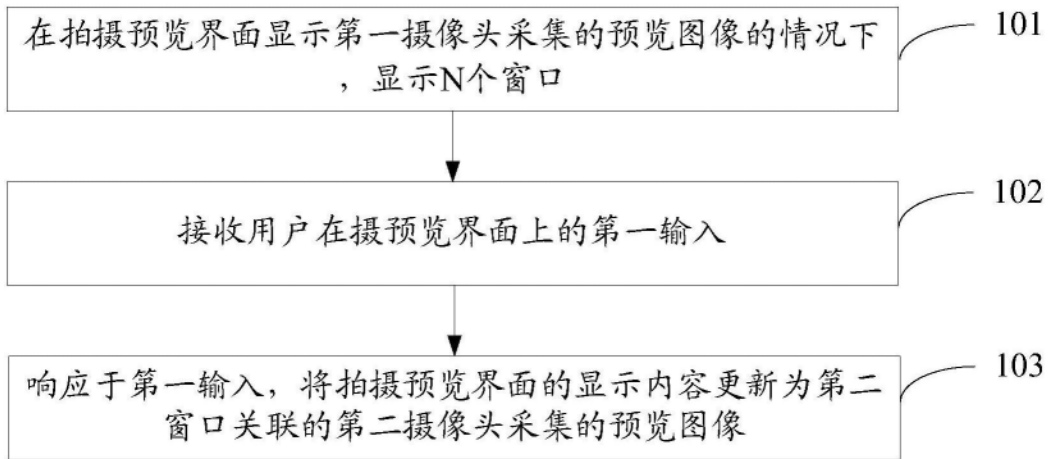 在拍摄预览界面显示第一摄像头采集的预览图像的情况下
，显示N个窗口
101
接收用户在摄预览界面上的第一输入
102
响应于第一输入，将拍摄预览界面的显示内容更新为第二
窗口关联的第二摄像头采集的预览图像
103